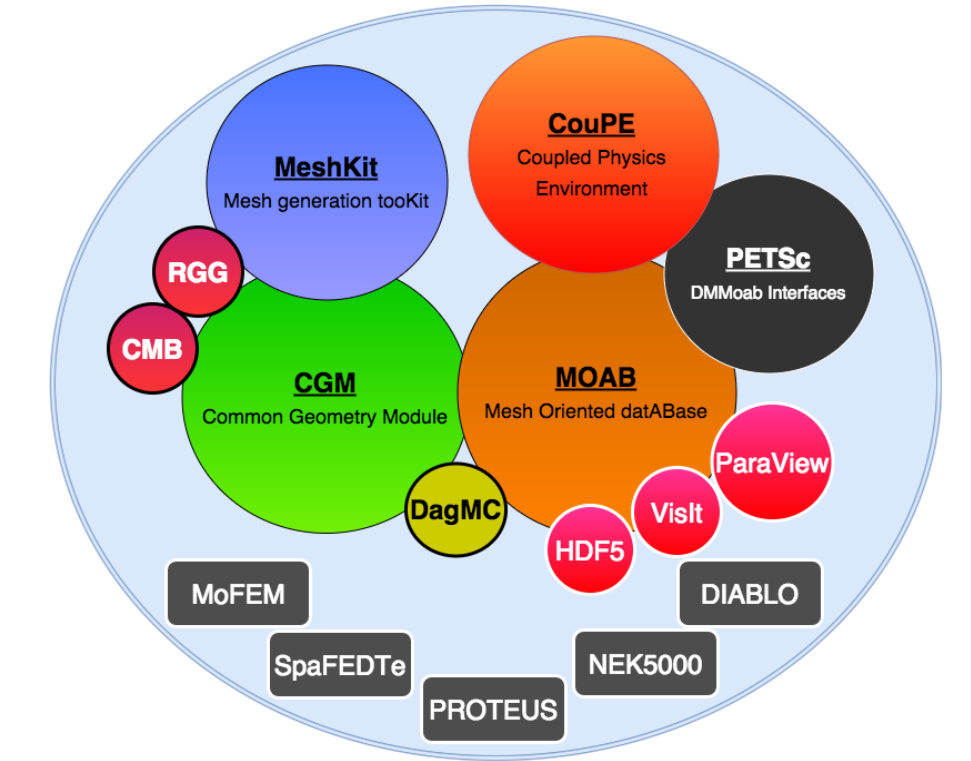 CouPE
Coupled Physics
Environment
MeshKit
Mesh generation tooKit
PETSc
DMMoab Interfaces
RGG
CMB
CGM
Common Geometry Module
MOAB
Mesh Oriented datABase
ParaView
DagMC
VisIt
HDF5
MoFEM
DIABLO
SpaFEDTe
NEK5000
PROTEUS